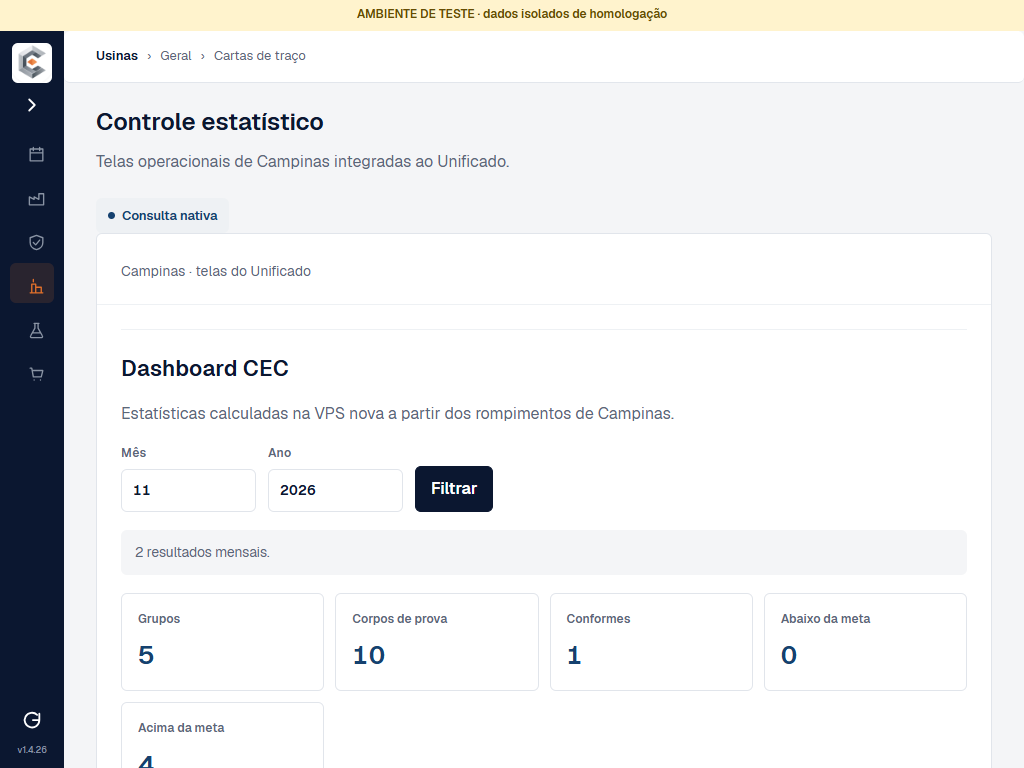 AMBIENTE DE TESTE · dados isolados de homologação
Usinas › Geral › Cartas de traço
Controle estatístico
Telas operacionais de Campinas integradas ao Unificado.
Consulta nativa
Campinas · telas do Unificado
Dashboard CEC
Estatísticas calculadas na VPS nova a partir dos rompimentos de Campinas.
Mês Ano
11 2026 Filtrar
2 resultados mensais.
Grupos Corpos de prova Conformes Abaixo da meta
5 10 1 0
Acima da meta
4
v1.4.26